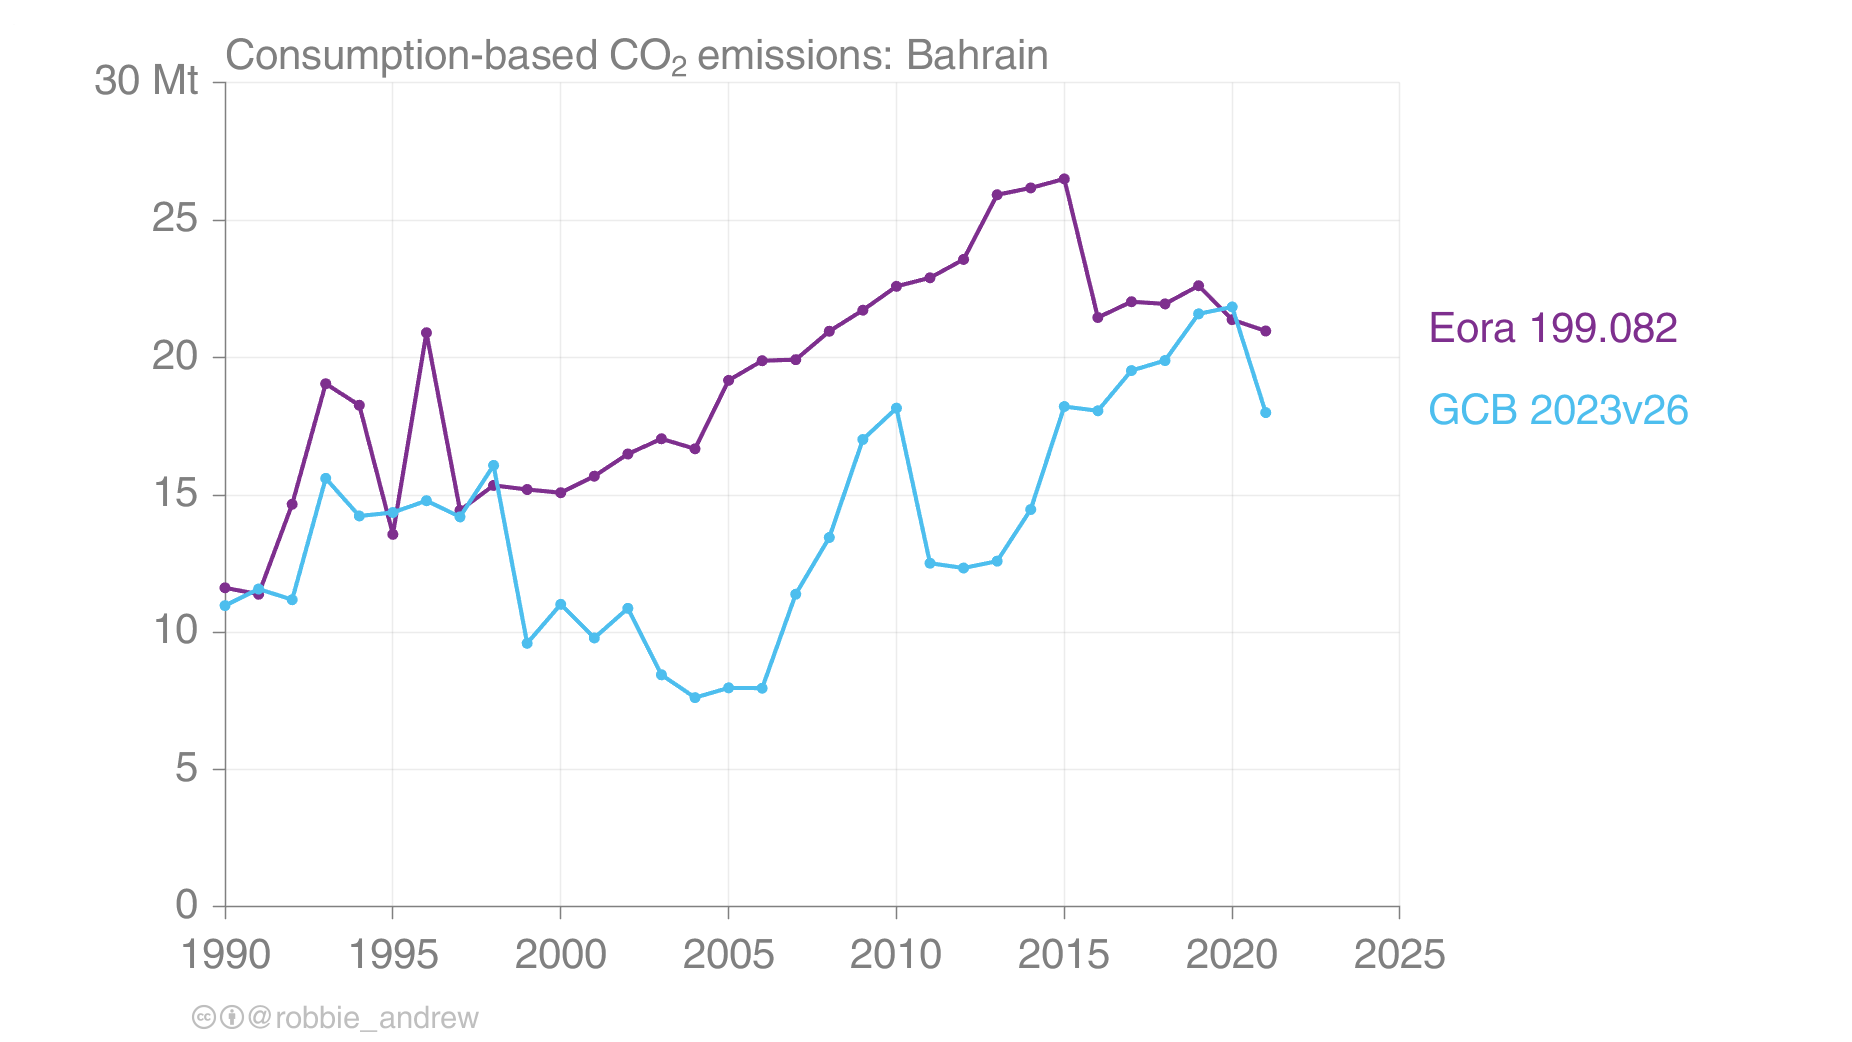 Consumption-based CO₂ emissions: Bahrain
30 Mt
25
20
15
10
5
0
1990 1995 2000 2005 2010 2015 2020 2025
Eora 199.082
GCB 2023v26
@robbie_andrew